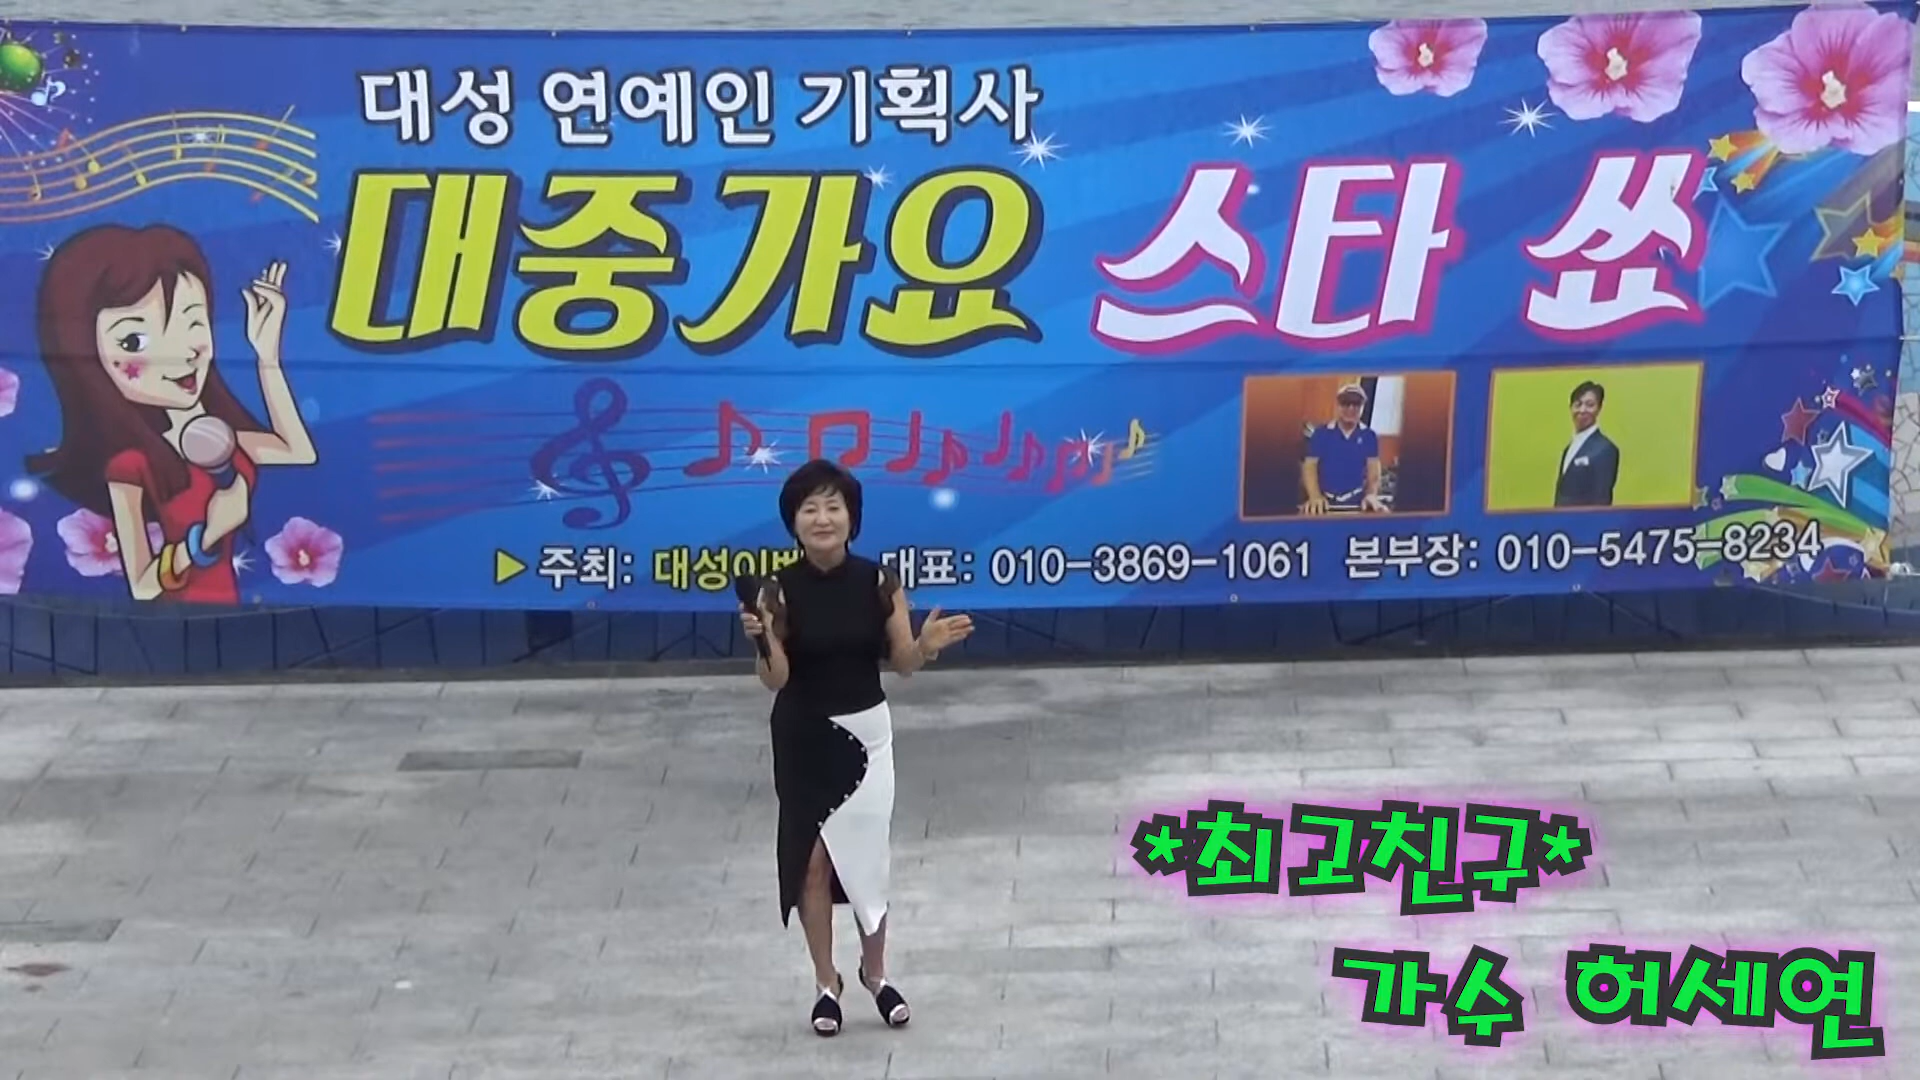 대성 연예인 기획사
대중가요 스타 쑈
▶ 주최: 대성이벤 대표: 010-3869-1061 본부장: 010-5475-8234
*최고친구*
가수 허세연